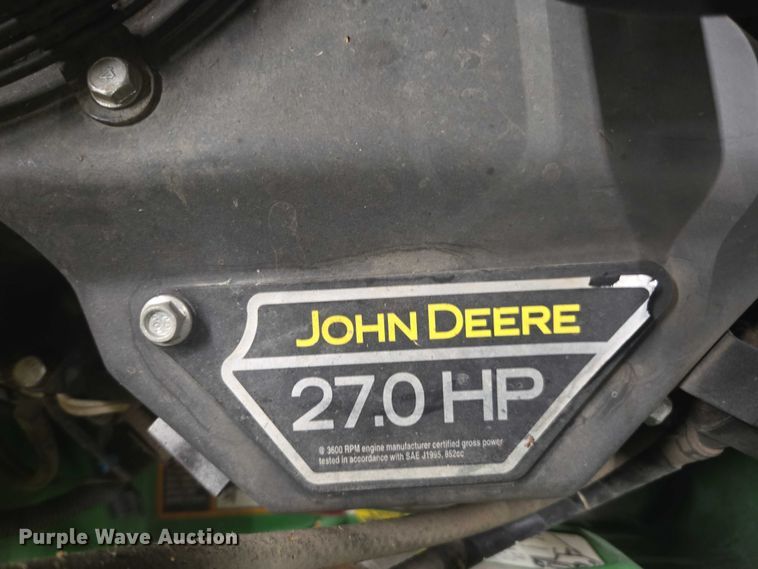 JOHN DEERE
27.0 HP
@ 3600 RPM engine manufacturer certified gross power
tested in accordance with SAE J1995, 852cc
Purple Wave Auction